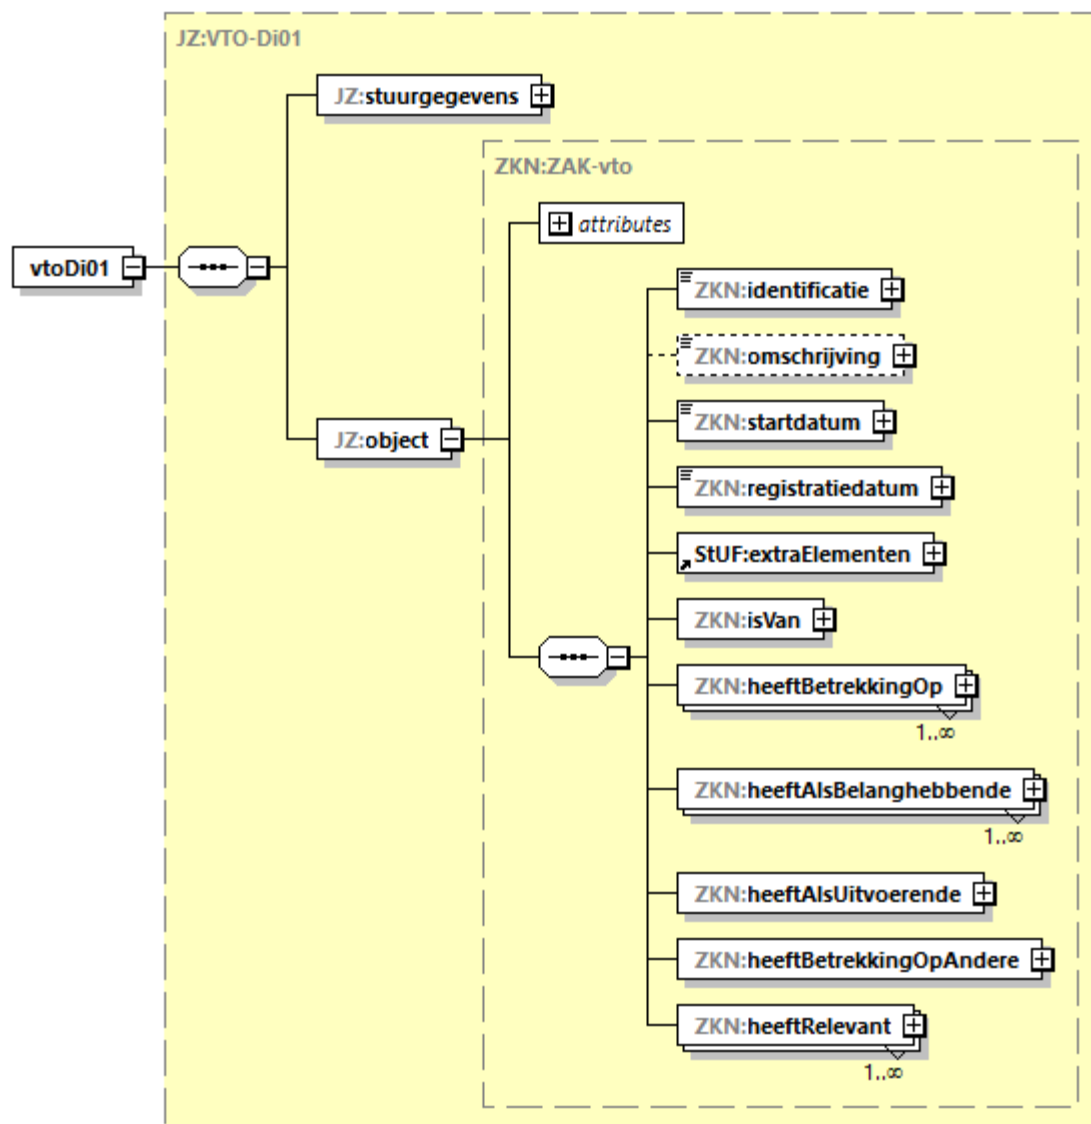 JZ:VTO-Di01
JZ:stuurgegevens
ZKN:ZAK-vto
attributes
vtoDi01
ZKN:identificatie
ZKN:omschrijving
ZKN:startdatum
JZ:object
ZKN:registratiedatum
StUF:extraElementen
ZKN:isVan
ZKN:heeftBetrekkingOp
1..∞
ZKN:heeftAlsBelanghebbende
1..∞
ZKN:heeftAlsUitvoerende
ZKN:heeftBetrekkingOpAndere
ZKN:heeftRelevant
1..∞